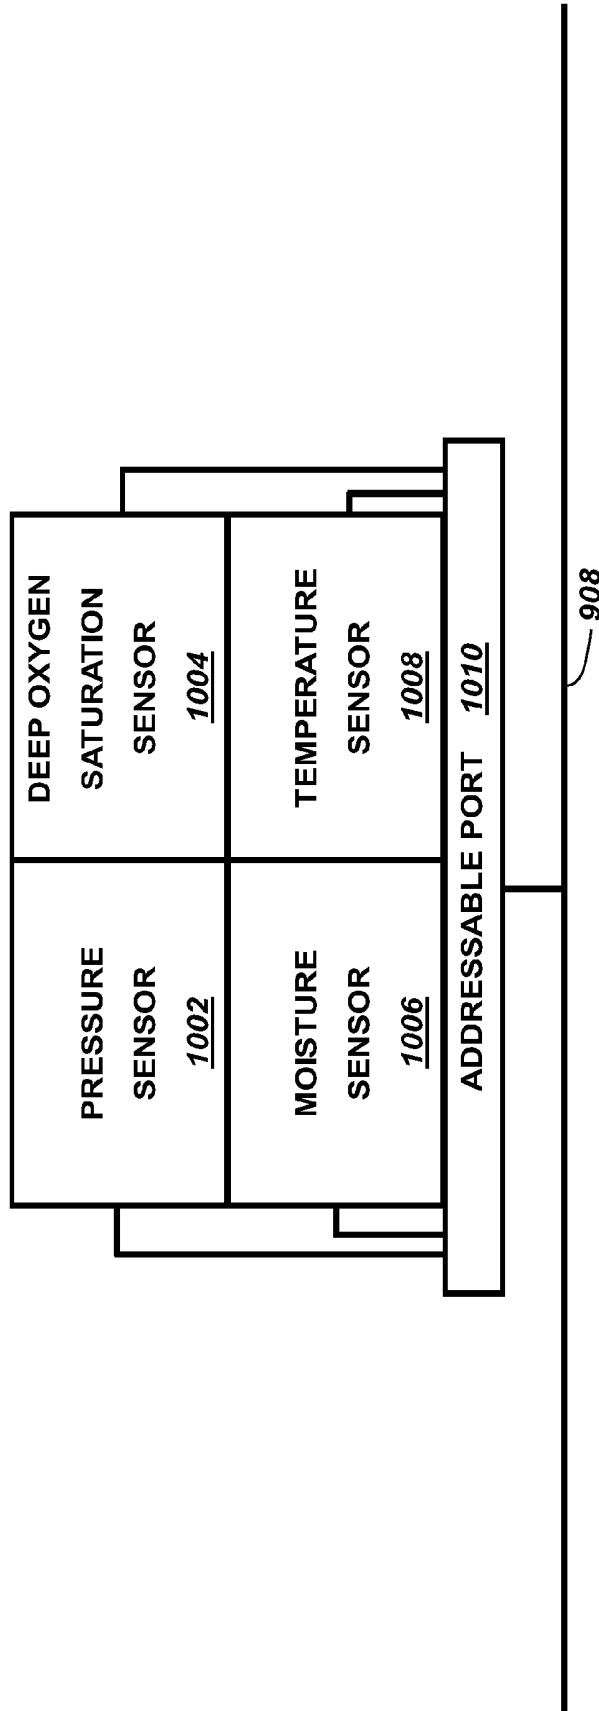 PRESSURE
SENSOR
1002
DEEP OXYGEN
SATURATION
SENSOR
1004
MOISTURE
SENSOR
1006
TEMPERATURE
SENSOR
1008
ADDRESSABLE PORT 1010
908